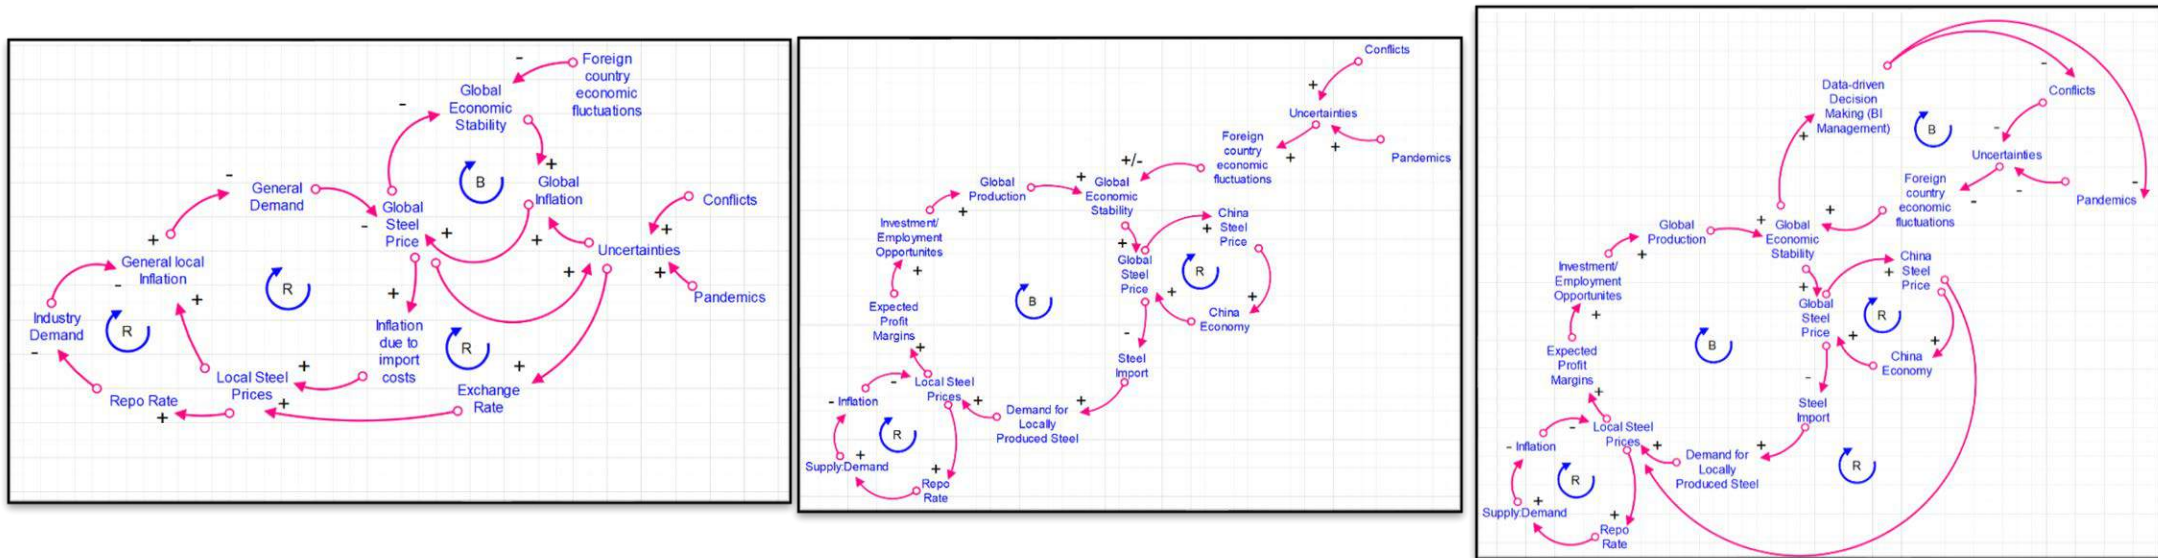 Foreign
country
economic
fluctuations
-
Global
Economic
Stability
-
+
B
Global
Inflation
-
General
Demand
Global
Steel
Price
-
+
+
Conflicts
+
Uncertainties
+
+
Pandemics
+
General local
Inflation
-
R
+
+
Industry
Demand
-
R
Inflation
due to
import
costs
R
+
Local Steel
Prices
+
Repo Rate
+
+
Exchange
Rate
Conflicts
+
Uncertainties
+
+
Pandemics
Foreign
country
economic
fluctuations
+/-
Global
Production
+
Global
Economic
Stability
+
Investment/
Employment
Opportunites
+
China
Steel
Price
+
+
Global
Steel
Price
R
+
+
China
Economy
B
Expected
Profit
Margins
+
-
Steel
Import
+
Local Steel
Prices
-
- Inflation
+
Demand for
Locally
Produced Steel
+
R
Supply:Demand
+
+
Repo
Rate
Data-driven
Decision
Making (BI
Management)
-
Conflicts
B
+
-
Uncertainties
-
-
Pandemics
-
Foreign
country
economic
fluctuations
+
Global
Production
+
Global
Economic
Stability
Investment/
Employment
Opportunites
+
China
Steel
Price
+
+
Global
Steel
Price
R
+
+
China
Economy
B
Expected
Profit
Margins
+
-
Steel
Import
+
Local Steel
Prices
-
- Inflation
+
Demand for
Locally
Produced Steel
+
R
R
Supply:Demand
+
+
Repo
Rate